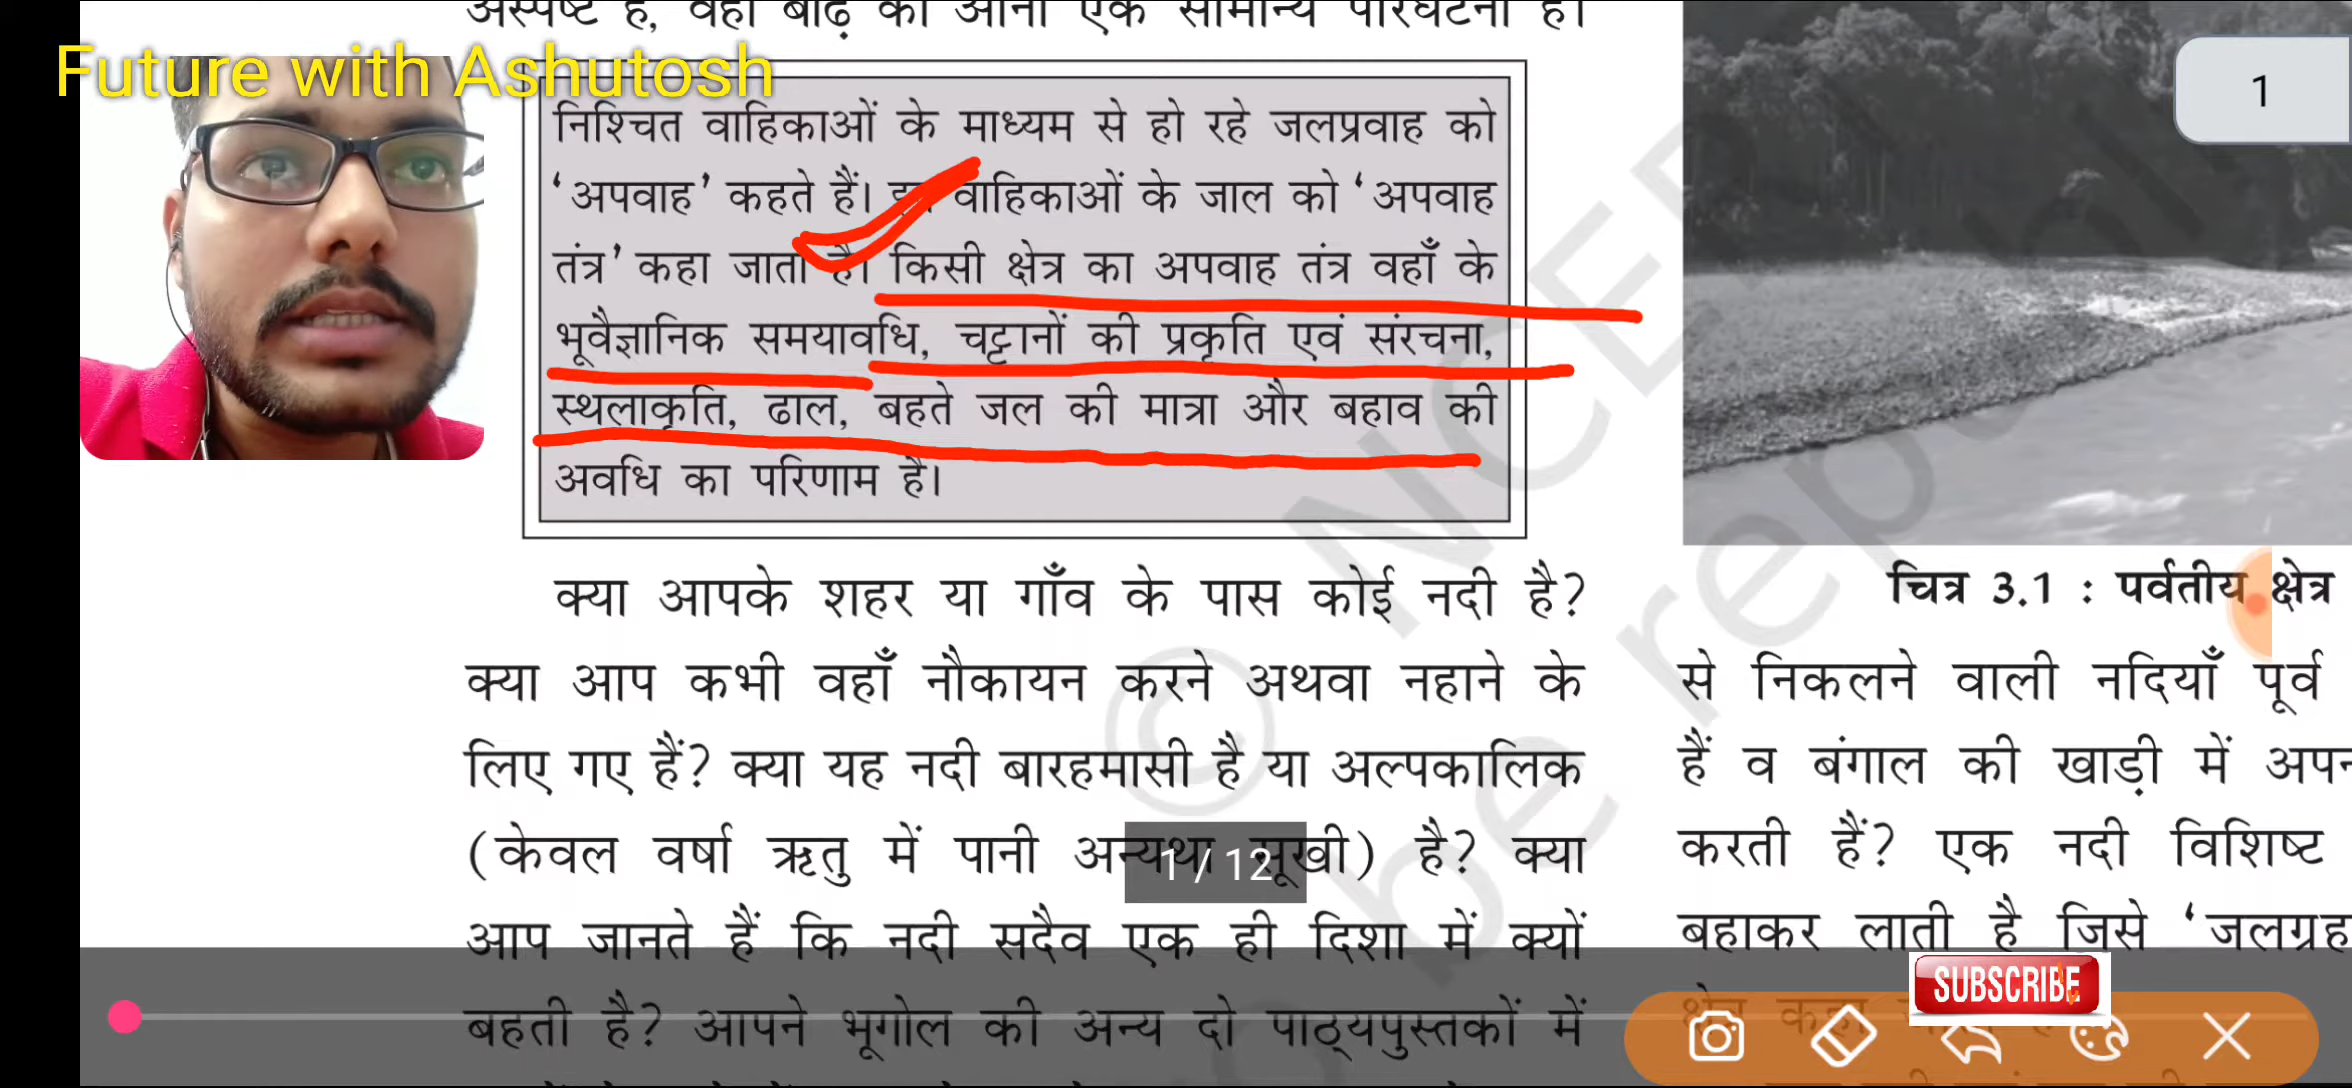 Future with Ashutosh
1
निश्चित वाहिकाओं के माध्यम से हो रहे जलप्रवाह को
‘अपवाह’ कहते हैं। वाहिकाओं के जाल को ‘अपवाह
तंत्र’ कहा जाता है। किसी क्षेत्र का अपवाह तंत्र वहाँ के
भूवैज्ञानिक समयावधि, चट्टानों की प्रकृति एवं संरचना,
स्थलाकृति, ढाल, बहते जल की मात्रा और बहाव की
अवधि का परिणाम है।
क्या आपके शहर या गाँव के पास कोई नदी है?
क्या आप कभी वहाँ नौकायन करने अथवा नहाने के
लिए गए हैं? क्या यह नदी बारहमासी है या अल्पकालिक
(केवल वर्षा ऋतु में पानी अन्यथा सूखी) है? क्या
1 / 12
आप जानते हैं कि नदी सदैव एक ही दिशा में क्यों
बहती है? आपने भूगोल की अन्य दो पाठ्यपुस्तकों में
चित्र 3.1 : पर्वतीय क्षेत्र
से निकलने वाली नदियाँ पूर्व
हैं व बंगाल की खाड़ी में
करती हैं? एक नदी विशिष्ट
बहाकर लाती है जिसे
SUBSCRIBE